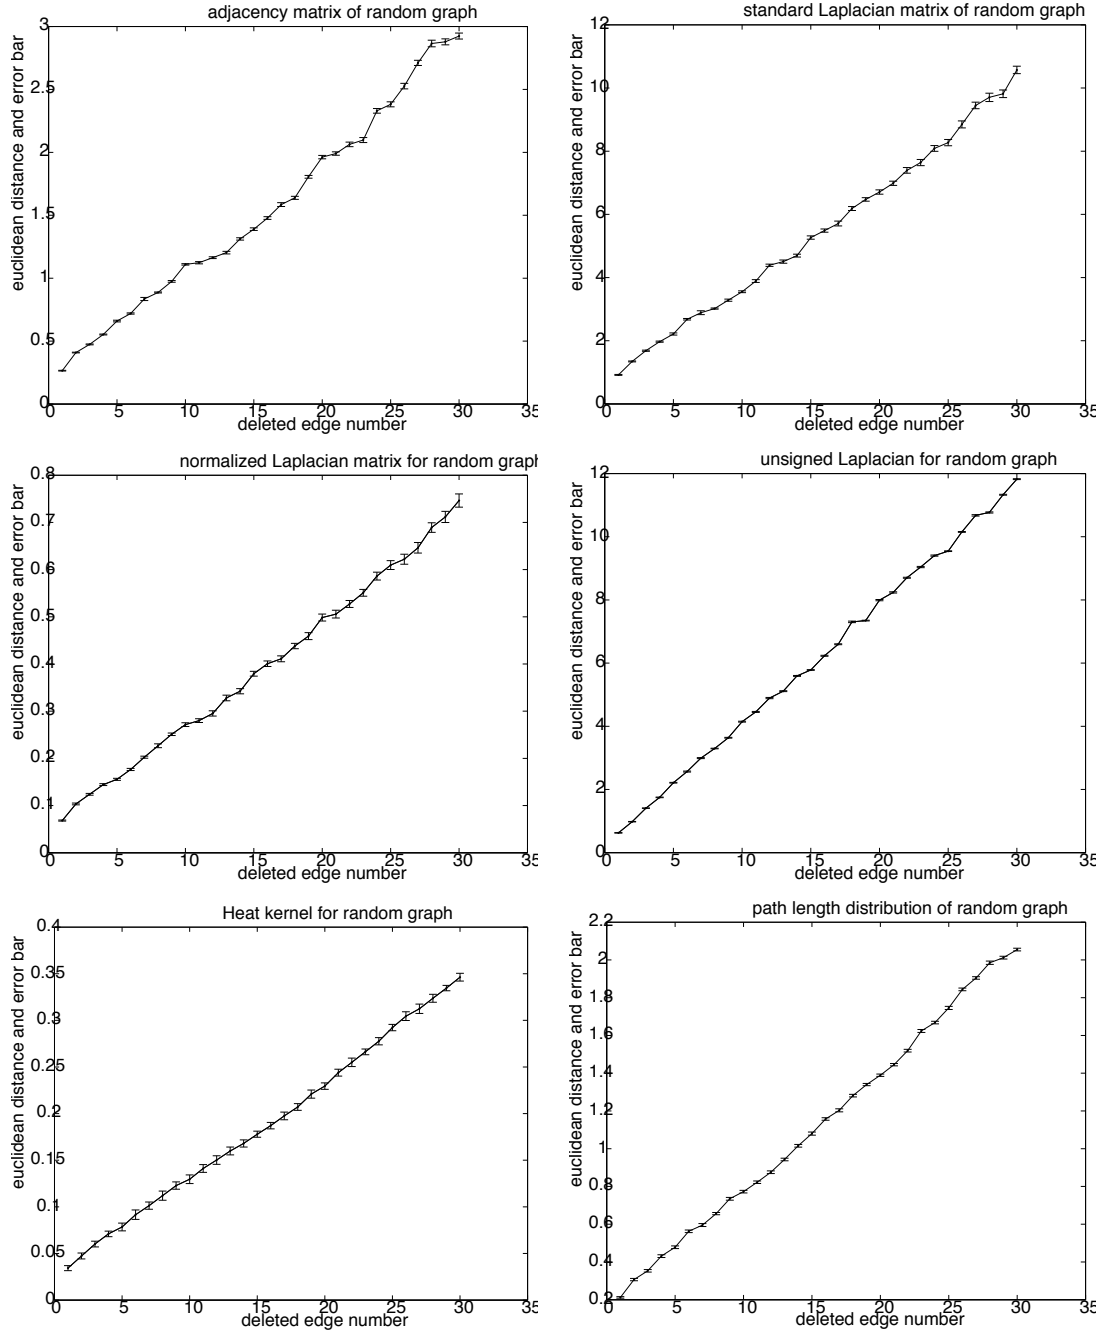 adjacency matrix of random graph
euclidean distance and error bar
3
2.5
2
1.5
1
0.5
0
0 5 10 15 20 25 30 35
deleted edge number
standard Laplacian matrix of random graph
euclidean distance and error bar
12
10
8
6
4
2
0
0 5 10 15 20 25 30 35
deleted edge number
normalized Laplacian matrix for random graph
euclidean distance and error bar
0.8
0.7
0.6
0.5
0.4
0.3
0.2
0.1
0
0 5 10 15 20 25 30 35
deleted edge number
unsigned Laplacian for random graph
euclidean distance and error bar
12
10
8
6
4
2
0
0 5 10 15 20 25 30 35
deleted edge number
Heat kernel for random graph
euclidean distance and error bar
0.4
0.35
0.3
0.25
0.2
0.15
0.1
0.05
0
0 5 10 15 20 25 30 35
deleted edge number
path length distribution of random graph
euclidean distance and error bar
2.2
2
1.8
1.6
1.4
1.2
1
0.8
0.6
0.4
0.2
0 5 10 15 20 25 30 35
deleted edge number